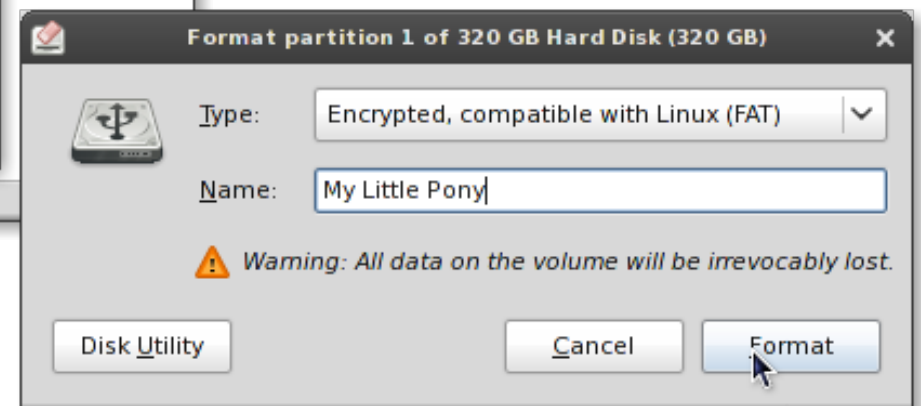 Format partition 1 of 320 GB Hard Disk (320 GB)
Type: Encrypted, compatible with Linux (FAT)
Name: My Little Pony
Warning: All data on the volume will be irrevocably lost.
Disk Utility Cancel Format